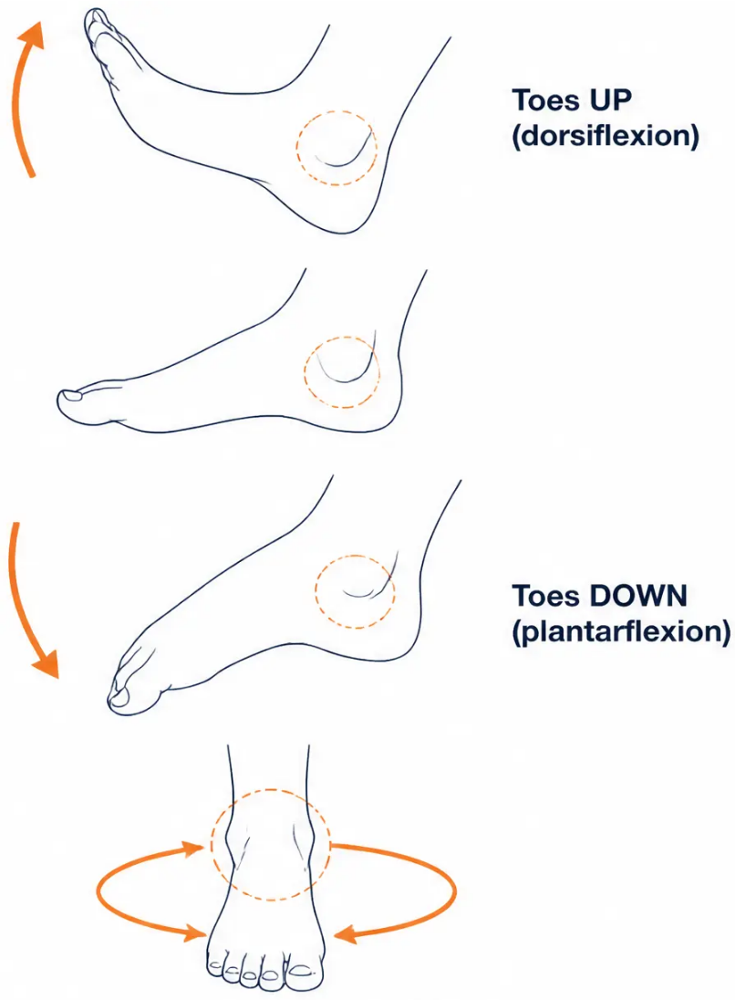 Toes UP
(dorsiflexion)
Toes DOWN
(plantarflexion)